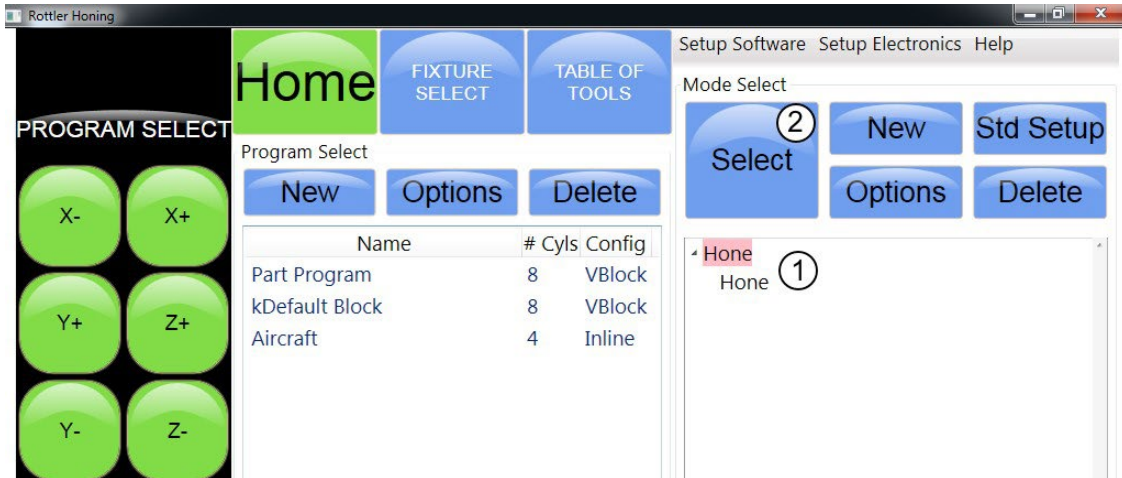 Rottler Honing
PROGRAM SELECT
X-
X+
Y+
Z+
Y-
Z-
Home
FIXTURE
SELECT
TABLE OF
TOOLS
Program Select
New Options Delete
Name # Cyls Config
Part Program 8 VBlock
kDefault Block 8 VBlock
Aircraft 4 Inline
Setup Software Setup Electronics Help
Mode Select
Select
2
New
Std Setup
Options
Delete
Hone
Hone
1